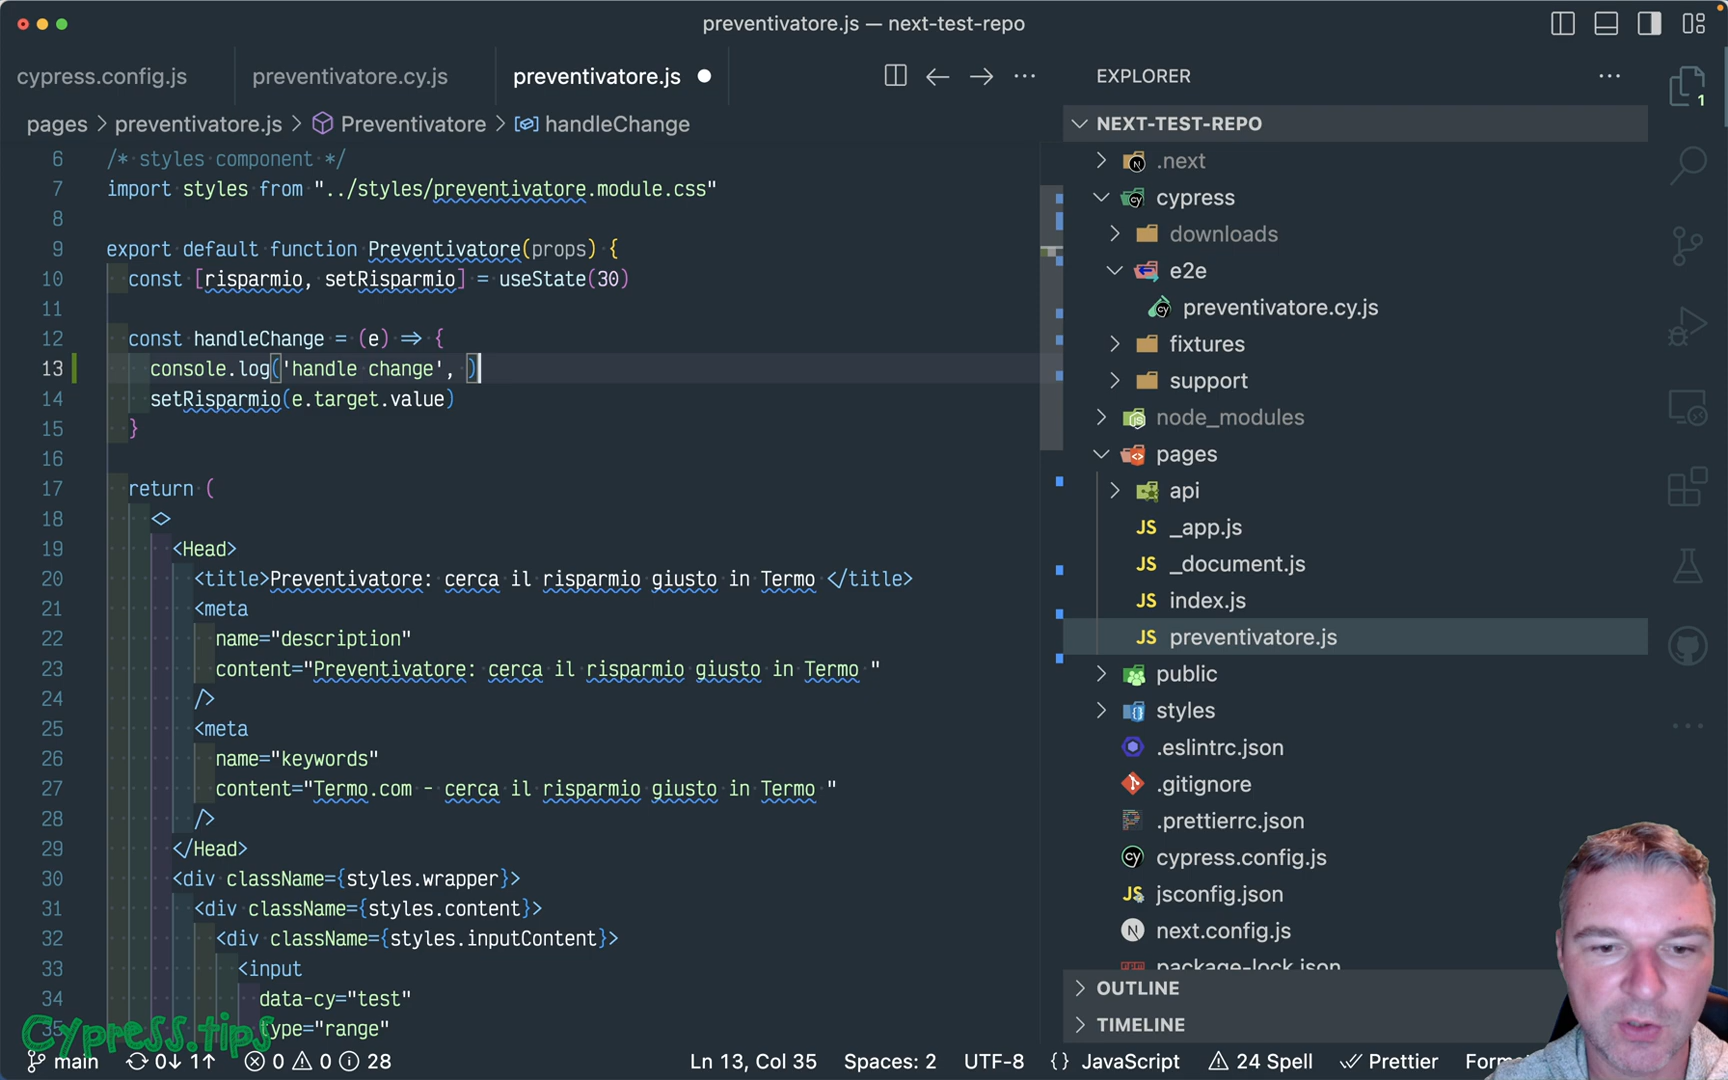 preventivatore.js — next-test-repo
cypress.config.js
preventivatore.cy.js
preventivatore.js
pages > preventivatore.js > Preventivatore > handleChange
6 /* styles component */
7 import styles from "../styles/preventivatore.module.css"
8
9 export default function Preventivatore(props) {
10 const [risparmio, setRisparmio] = useState(30)
11
12 const handleChange = (e) => {
13 console.log('handle change', )
14 setRisparmio(e.target.value)
15 }
16
17 return (
18 <>
19 <Head>
20 <title>Preventivatore: cerca il risparmio giusto in Termo </title>
21 <meta
22 name="description"
23 content="Preventivatore: cerca il risparmio giusto in Termo "
24 />
25 <meta
26 name="keywords"
27 content="Termo.com - cerca il risparmio giusto in Termo "
28 />
29 </Head>
30 <div className={styles.wrapper}>
31 <div className={styles.content}>
32 <div className={styles.inputContent}>
33 <input
34 data-cy="test"
35 type="range"
Cypress.tips
EXPLORER
NEXT-TEST-REPO
.next
cypress
downloads
e2e
preventivatore.cy.js
fixtures
support
node_modules
pages
api
JS _app.js
JS _document.js
JS index.js
JS preventivatore.js
public
styles
.eslintrc.json
.gitignore
.prettierrc.json
cypress.config.js
jsconfig.json
next.config.js
package-lock.json
OUTLINE
TIMELINE
1
main 0↓ 1↑ 0 0 28 Ln 13, Col 35 Spaces: 2 UTF-8 {} JavaScript 24 Spell Prettier